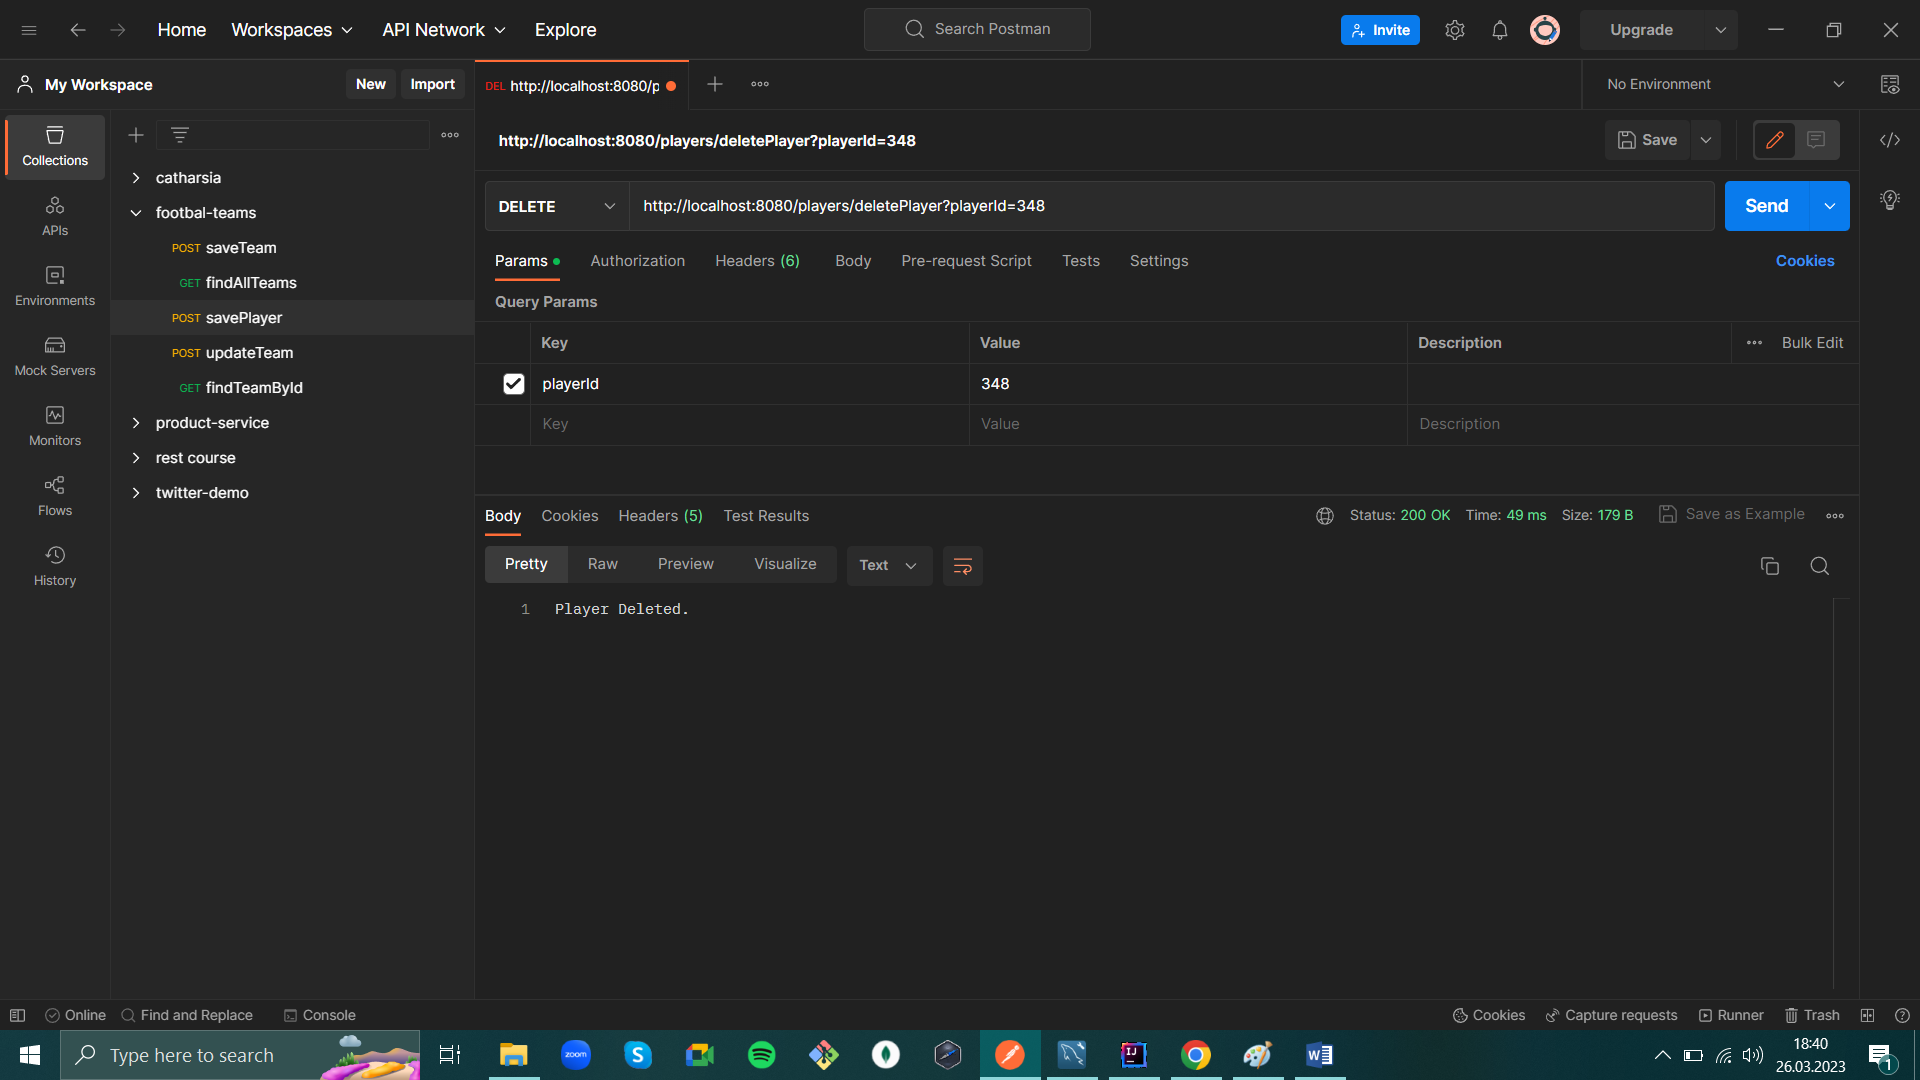 Home Workspaces API Network Explore Search Postman Invite Upgrade
My Workspace New Import DEL http://localhost:8080/p No Environment
http://localhost:8080/players/deletePlayer?playerId=348 Save
Collections
APIs
Environments
Mock Servers
Monitors
Flows
History
catharsia
footbal-teams
POST saveTeam
GET findAllTeams
POST savePlayer
POST updateTeam
GET findTeamById
product-service
rest course
twitter-demo
DELETE http://localhost:8080/players/deletePlayer?playerId=348 Send
Params Authorization Headers (6) Body Pre-request Script Tests Settings Cookies
Query Params
Key Value Description Bulk Edit
playerId 348
Key Value Description
Body Cookies Headers (5) Test Results Status: 200 OK Time: 49 ms Size: 179 B Save as Example
Pretty Raw Preview Visualize Text
1 Player Deleted.
Online Find and Replace Console Cookies Capture requests Runner Trash
Type here to search zoom IJ W 18:40
26.03.2023 1